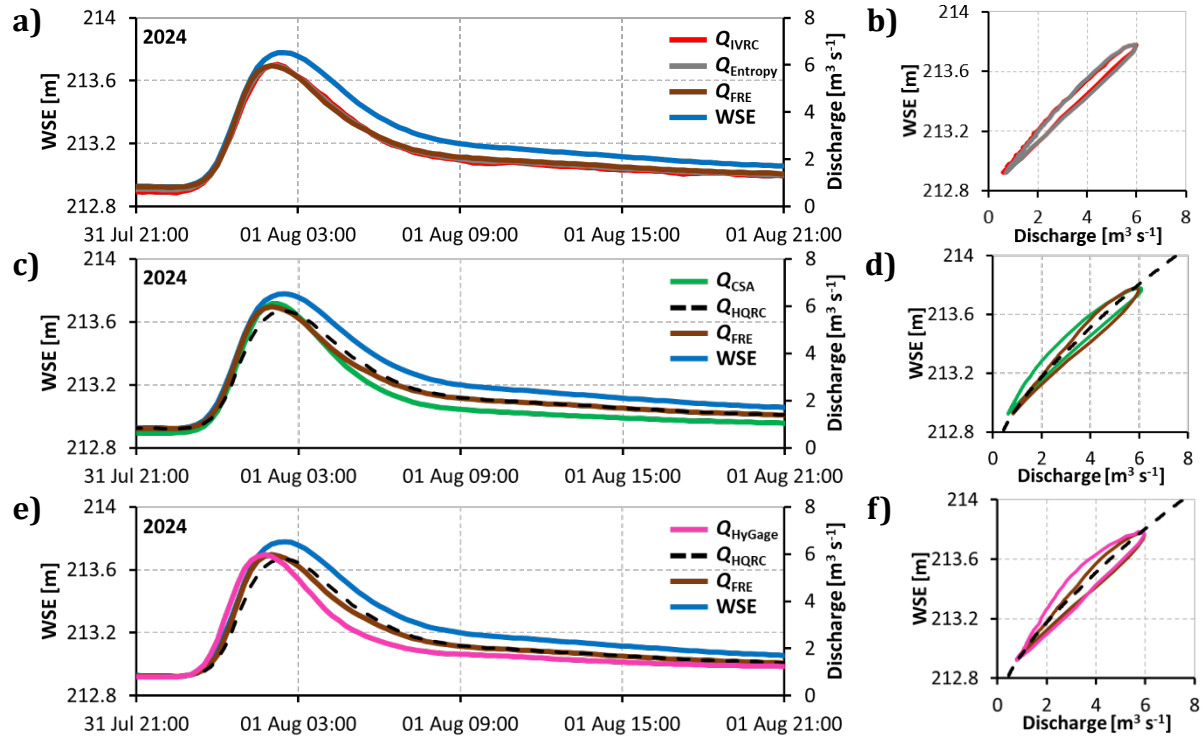 a)
2024
214
213.6
213.2
212.8
WSE [m]
8
6
4
2
0
Discharge [m³ s⁻¹]
Q_IVRC
Q_Entropy
Q_FRE
WSE
31 Jul 21:00 01 Aug 03:00 01 Aug 09:00 01 Aug 15:00 01 Aug 21:00
b)
214
213.6
213.2
212.8
WSE [m]
0 2 4 6 8
Discharge [m³ s⁻¹]
c)
2024
214
213.6
213.2
212.8
WSE [m]
8
6
4
2
0
Discharge [m³ s⁻¹]
Q_CSA
Q_HQRC
Q_FRE
WSE
31 Jul 21:00 01 Aug 03:00 01 Aug 09:00 01 Aug 15:00 01 Aug 21:00
d)
214
213.6
213.2
212.8
WSE [m]
0 2 4 6 8
Discharge [m³ s⁻¹]
e)
2024
214
213.6
213.2
212.8
WSE [m]
8
6
4
2
0
Discharge [m³ s⁻¹]
Q_HyGage
Q_HQRC
Q_FRE
WSE
31 Jul 21:00 01 Aug 03:00 01 Aug 09:00 01 Aug 15:00 01 Aug 21:00
f)
214
213.6
213.2
212.8
WSE [m]
0 2 4 6 8
Discharge [m³ s⁻¹]